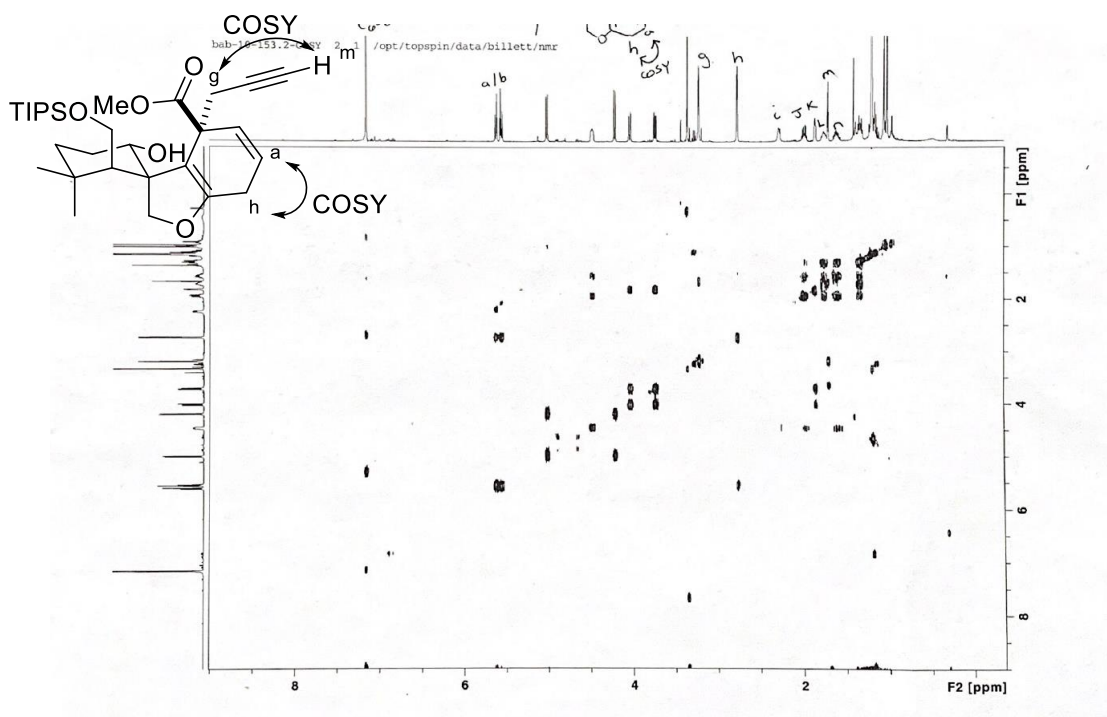 COSY
bab-10-153.2-COSY 2 1 /opt/topspin/data/billett/nmr
g
H m
O
MeO
TIPSO
OH
a
h
COSY
O
O
h
COSY
a/b
g
h
m
i
J
K
L
F1 [ppm]
2
4
6
8
8
6
4
2
F2 [ppm]